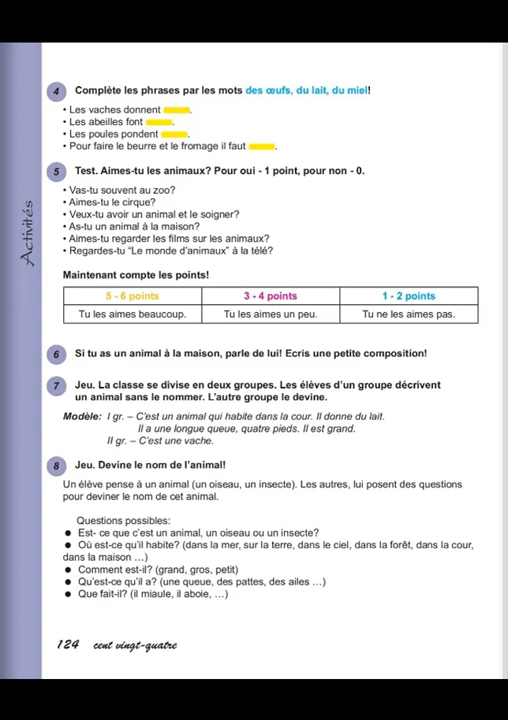 Activités
4 Complète les phrases par les mots des œufs, du lait, du miel!
• Les vaches donnent .
• Les abeilles font .
• Les poules pondent .
• Pour faire le beurre et le fromage il faut .
5 Test. Aimes-tu les animaux? Pour oui - 1 point, pour non - 0.
• Vas-tu souvent au zoo?
• Aimes-tu le cirque?
• Veux-tu avoir un animal et le soigner?
• As-tu un animal à la maison?
• Aimes-tu regarder les films sur les animaux?
• Regardes-tu “Le monde d’animaux” à la télé?
Maintenant compte les points!
5 - 6 points 3 - 4 points 1 - 2 points
Tu les aimes beaucoup. Tu les aimes un peu. Tu ne les aimes pas.
6 Si tu as un animal à la maison, parle de lui! Ecris une petite composition!
7 Jeu. La classe se divise en deux groupes. Les élèves d’un groupe décrivent
un animal sans le nommer. L’autre groupe le devine.
Modèle: I gr. – C’est un animal qui habite dans la cour. Il donne du lait.
Il a une longue queue, quatre pieds. Il est grand.
II gr. – C’est une vache.
8 Jeu. Devine le nom de l’animal!
Un élève pense à un animal (un oiseau, un insecte). Les autres, lui posent des questions
pour deviner le nom de cet animal.
Questions possibles:
● Est- ce que c’est un animal, un oiseau ou un insecte?
● Où est-ce qu’il habite? (dans la mer, sur la terre, dans le ciel, dans la forêt, dans la cour,
dans la maison …)
● Comment est-il? (grand, gros, petit)
● Qu’est-ce qu’il a? (une queue, des pattes, des ailes …)
● Que fait-il? (il miaule, il aboie, …)
124 cent vingt-quatre